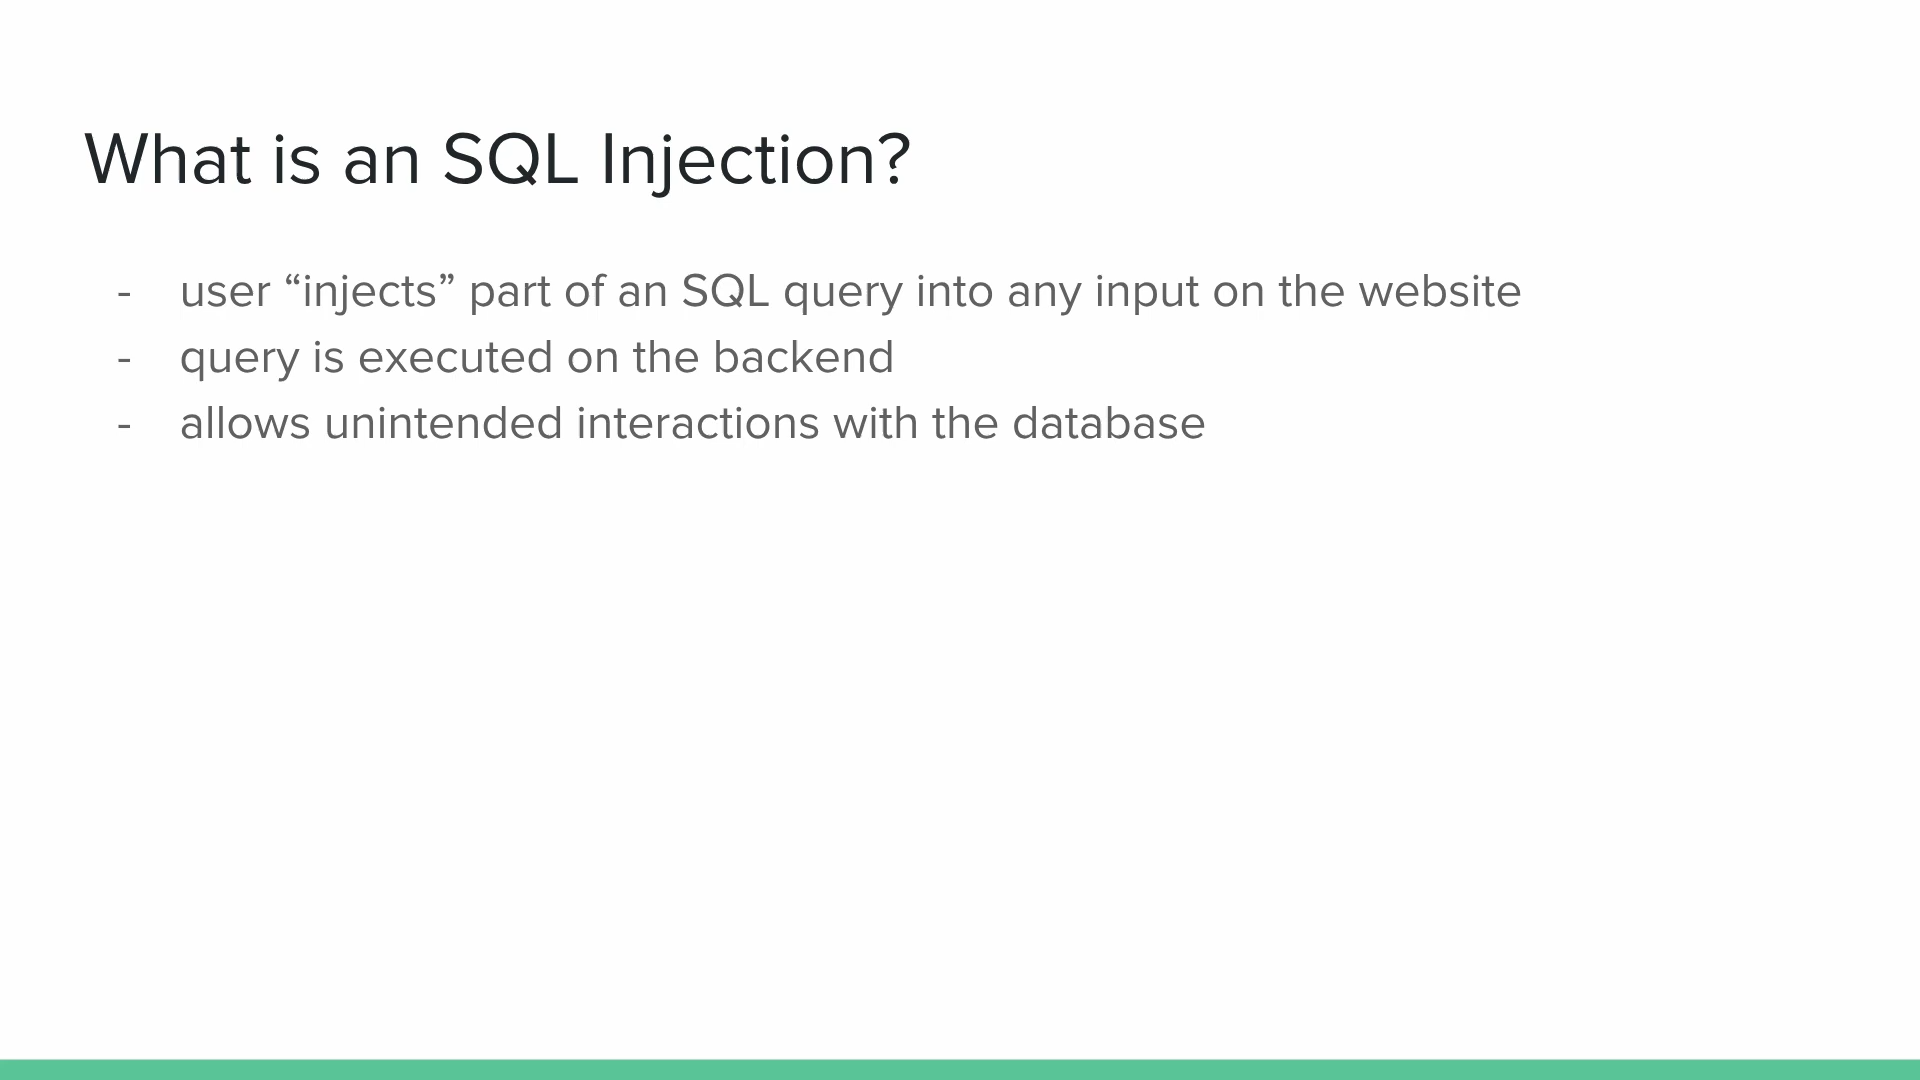 What is an SQL Injection?
- user “injects” part of an SQL query into any input on the website
- query is executed on the backend
- allows unintended interactions with the database